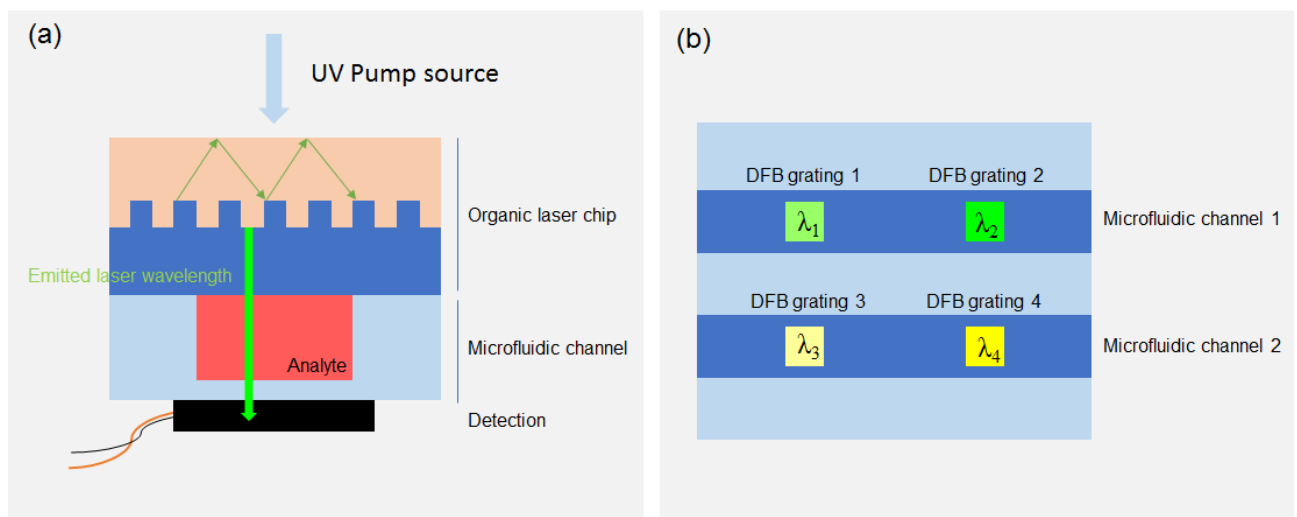 (a)
UV Pump source
Organic laser chip
Emitted laser wavelength
Microfluidic channel
Analyte
Detection
(b)
DFB grating 1 DFB grating 2
λ₁ λ₂ Microfluidic channel 1
DFB grating 3 DFB grating 4
λ₃ λ₄ Microfluidic channel 2